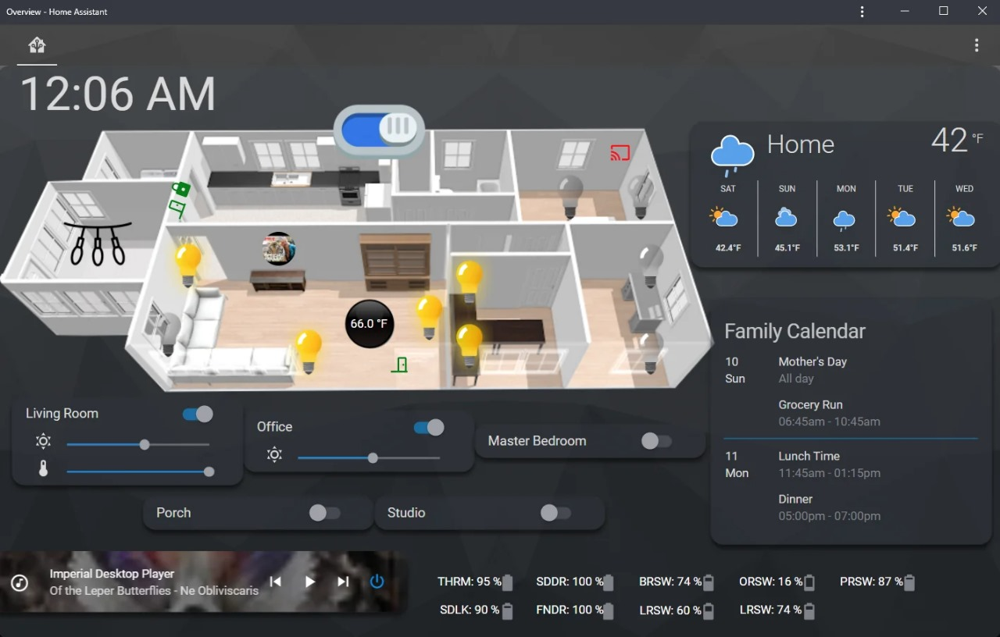 Overview - Home Assistant
12:06 AM
Home
42 °F
SAT
SUN
MON
TUE
WED
42.4°F
45.1°F
53.1°F
51.4°F
51.6°F
66.0 °F
Family Calendar
10
Sun
Mother's Day
All day
Grocery Run
06:45am - 10:45am
11
Mon
Lunch Time
11:45am - 01:15pm
Dinner
05:00pm - 07:00pm
Living Room
Office
Master Bedroom
Porch
Studio
Imperial Desktop Player
Of the Leper Butterflies - Ne Obliviscaris
THRM: 95 %
SDDR: 100 %
BRSW: 74 %
ORSW: 16 %
PRSW: 87 %
SDLK: 90 %
FNDR: 100 %
LRSW: 60 %
LRSW: 74 %